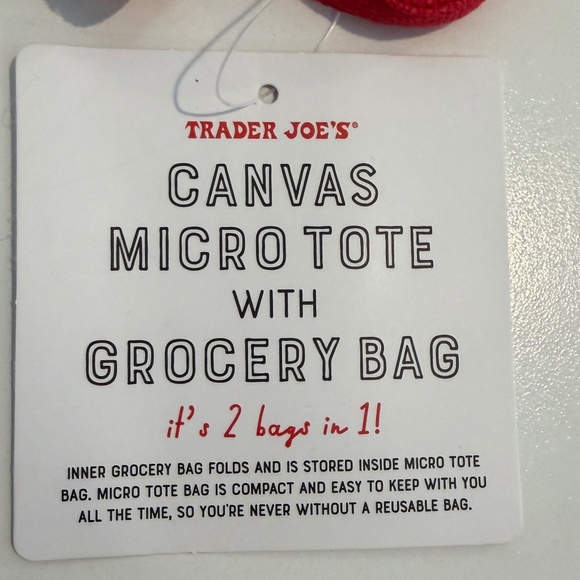 TRADER JOE'S®
CANVAS
MICRO TOTE
WITH
GROCERY BAG
it's 2 bags in 1!
INNER GROCERY BAG FOLDS AND IS STORED INSIDE MICRO TOTE
BAG. MICRO TOTE BAG IS COMPACT AND EASY TO KEEP WITH YOU
ALL THE TIME, SO YOU'RE NEVER WITHOUT A REUSABLE BAG.